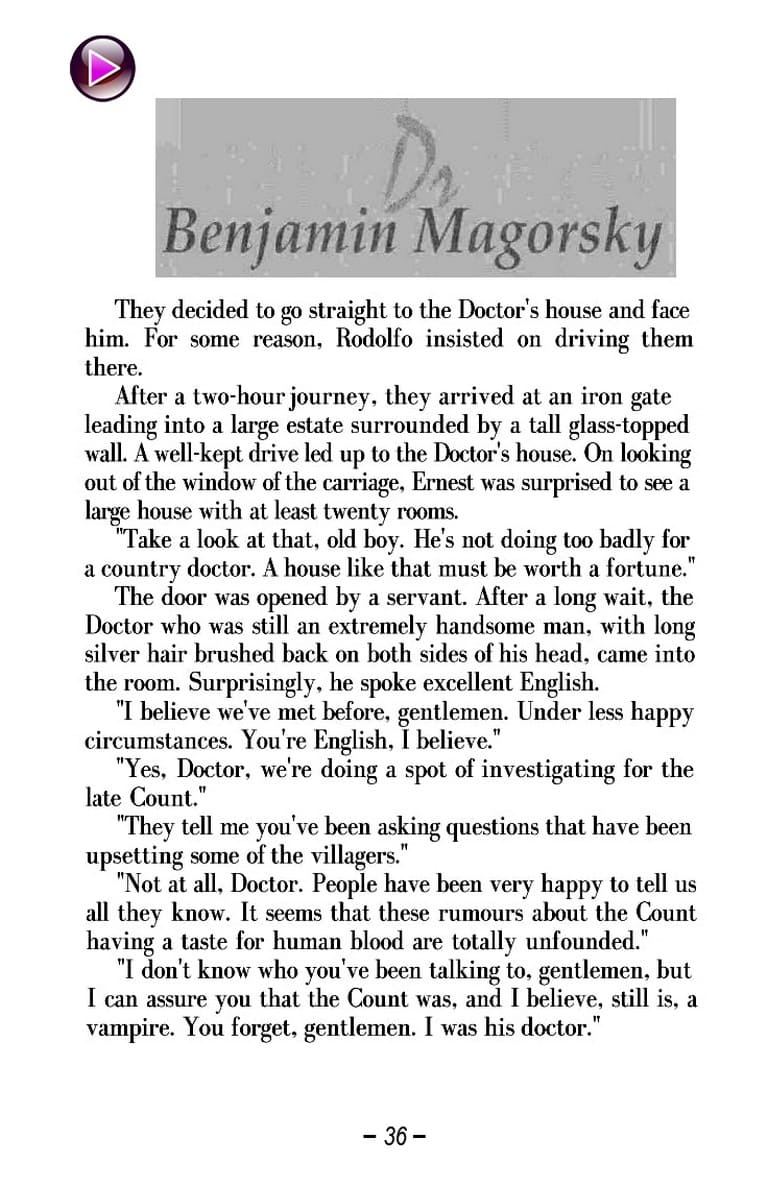 Dr
Benjamin Magorsky
They decided to go straight to the Doctor's house and face
him. For some reason, Rodolfo insisted on driving them
there.
After a two-hour journey, they arrived at an iron gate
leading into a large estate surrounded by a tall glass-topped
wall. A well-kept drive led up to the Doctor's house. On looking
out of the window of the carriage, Ernest was surprised to see a
large house with at least twenty rooms.
"Take a look at that, old boy. He's not doing too badly for
a country doctor. A house like that must be worth a fortune."
The door was opened by a servant. After a long wait, the
Doctor who was still an extremely handsome man, with long
silver hair brushed back on both sides of his head, came into
the room. Surprisingly, he spoke excellent English.
"I believe we've met before, gentlemen. Under less happy
circumstances. You're English, I believe."
"Yes, Doctor, we're doing a spot of investigating for the
late Count."
"They tell me you've been asking questions that have been
upsetting some of the villagers."
"Not at all, Doctor. People have been very happy to tell us
all they know. It seems that these rumours about the Count
having a taste for human blood are totally unfounded."
"I don't know who you've been talking to, gentlemen, but
I can assure you that the Count was, and I believe, still is, a
vampire. You forget, gentlemen. I was his doctor."
– 36 –